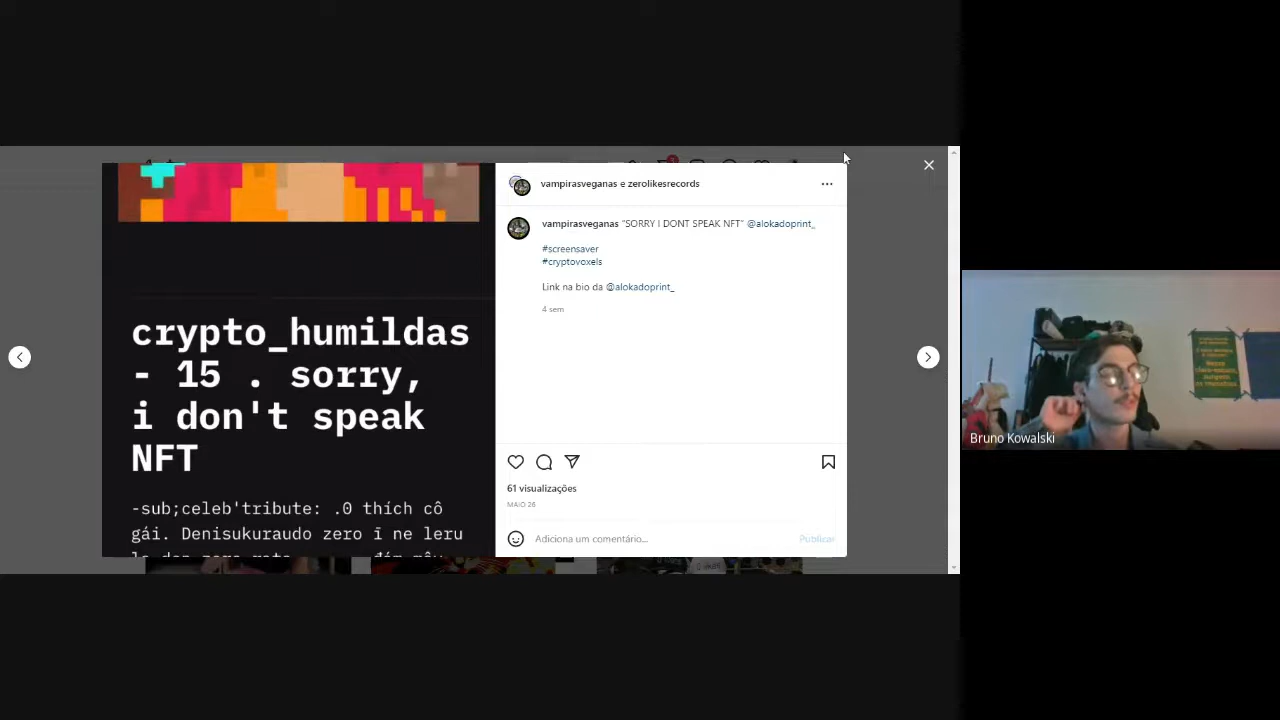 crypto_humildas
- 15 . sorry,
i don't speak
NFT
-sub;celeb'tribute: .0 thích cô
gái. Denisukuraudo zero ī ne leru
vampirasveganas e zerolikesrecords
vampirasveganas “SORRY I DONT SPEAK NFT” @alokadoprint_
#screensaver
#cryptovoxels
Link na bio da @alokadoprint_
4 sem
61 visualizações
MAIO 26
Adiciona um comentário...
Publicar
Bruno Kowalski